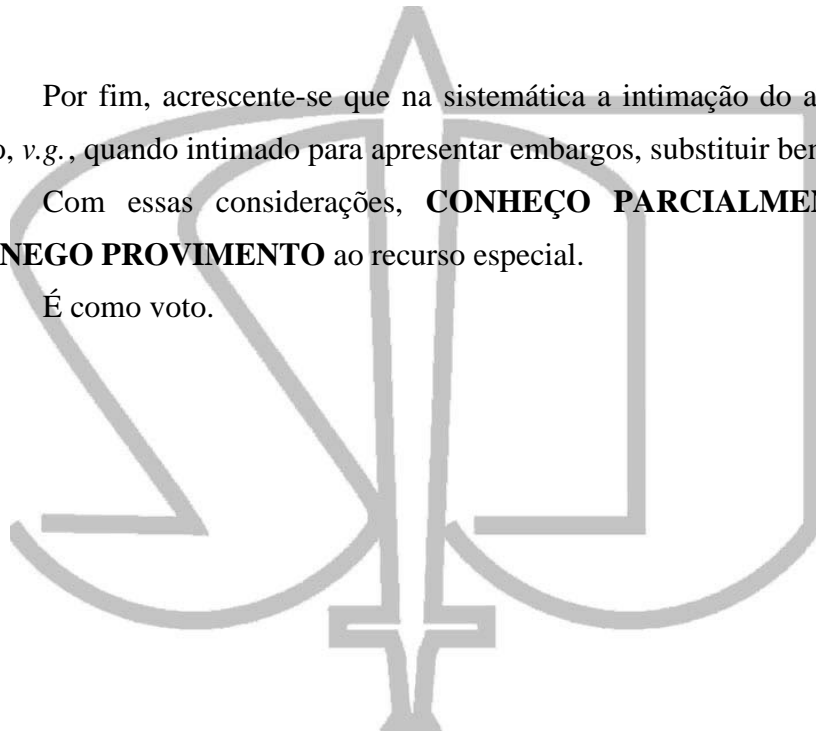 Por fim, acrescente-se que na sistemática a intimação do a
o, v.g., quando intimado para apresentar embargos, substituir ben
Com essas considerações, CONHEÇO PARCIALMEN
NEGO PROVIMENTO ao recurso especial.
É como voto.